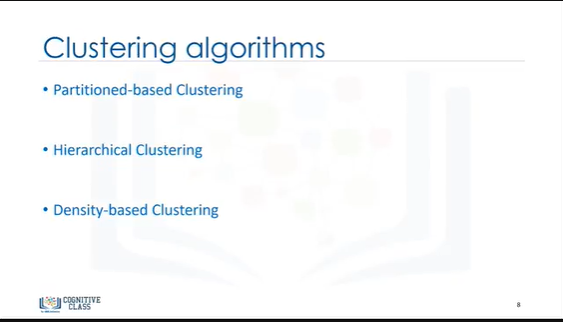 Clustering algorithms
• Partitioned-based Clustering
• Hierarchical Clustering
• Density-based Clustering
COGNITIVE
CLASS
8